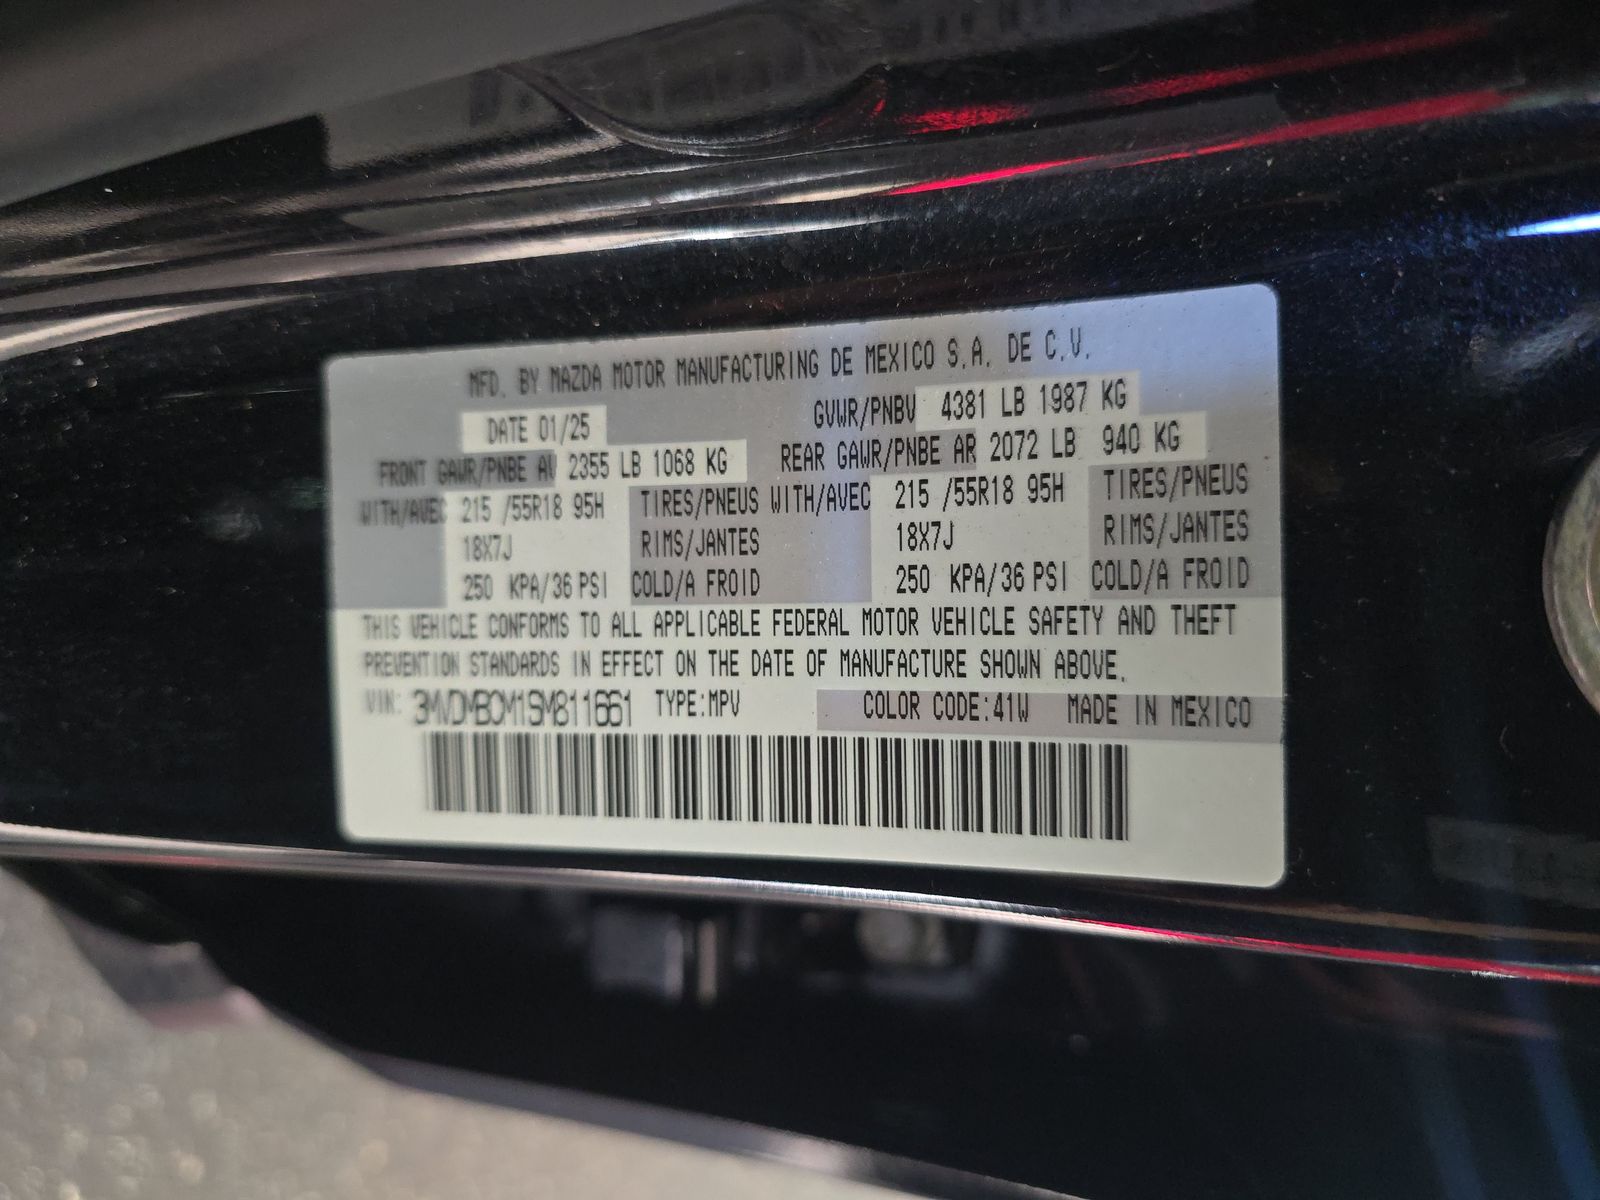 MFD. BY MAZDA MOTOR MANUFACTURING DE MEXICO S.A. DE C.V.
DATE 01/25 GVWR/PNBV 4381 LB 1987 KG
FRONT GAWR/PNBE AV 2355 LB 1068 KG REAR GAWR/PNBE AR 2072 LB 940 KG
WITH/AVEC 215 /55R18 95H TIRES/PNEUS WITH/AVEC 215 /55R18 95H TIRES/PNEUS
18X7J RIMS/JANTES 18X7J RIMS/JANTES
250 KPA/36 PSI COLD/A FROID 250 KPA/36 PSI COLD/A FROID
THIS VEHICLE CONFORMS TO ALL APPLICABLE FEDERAL MOTOR VEHICLE SAFETY AND THEFT
PREVENTION STANDARDS IN EFFECT ON THE DATE OF MANUFACTURE SHOWN ABOVE.
VIN: 3MVDMBCM1SM811661 TYPE:MPV COLOR CODE:41W MADE IN MEXICO